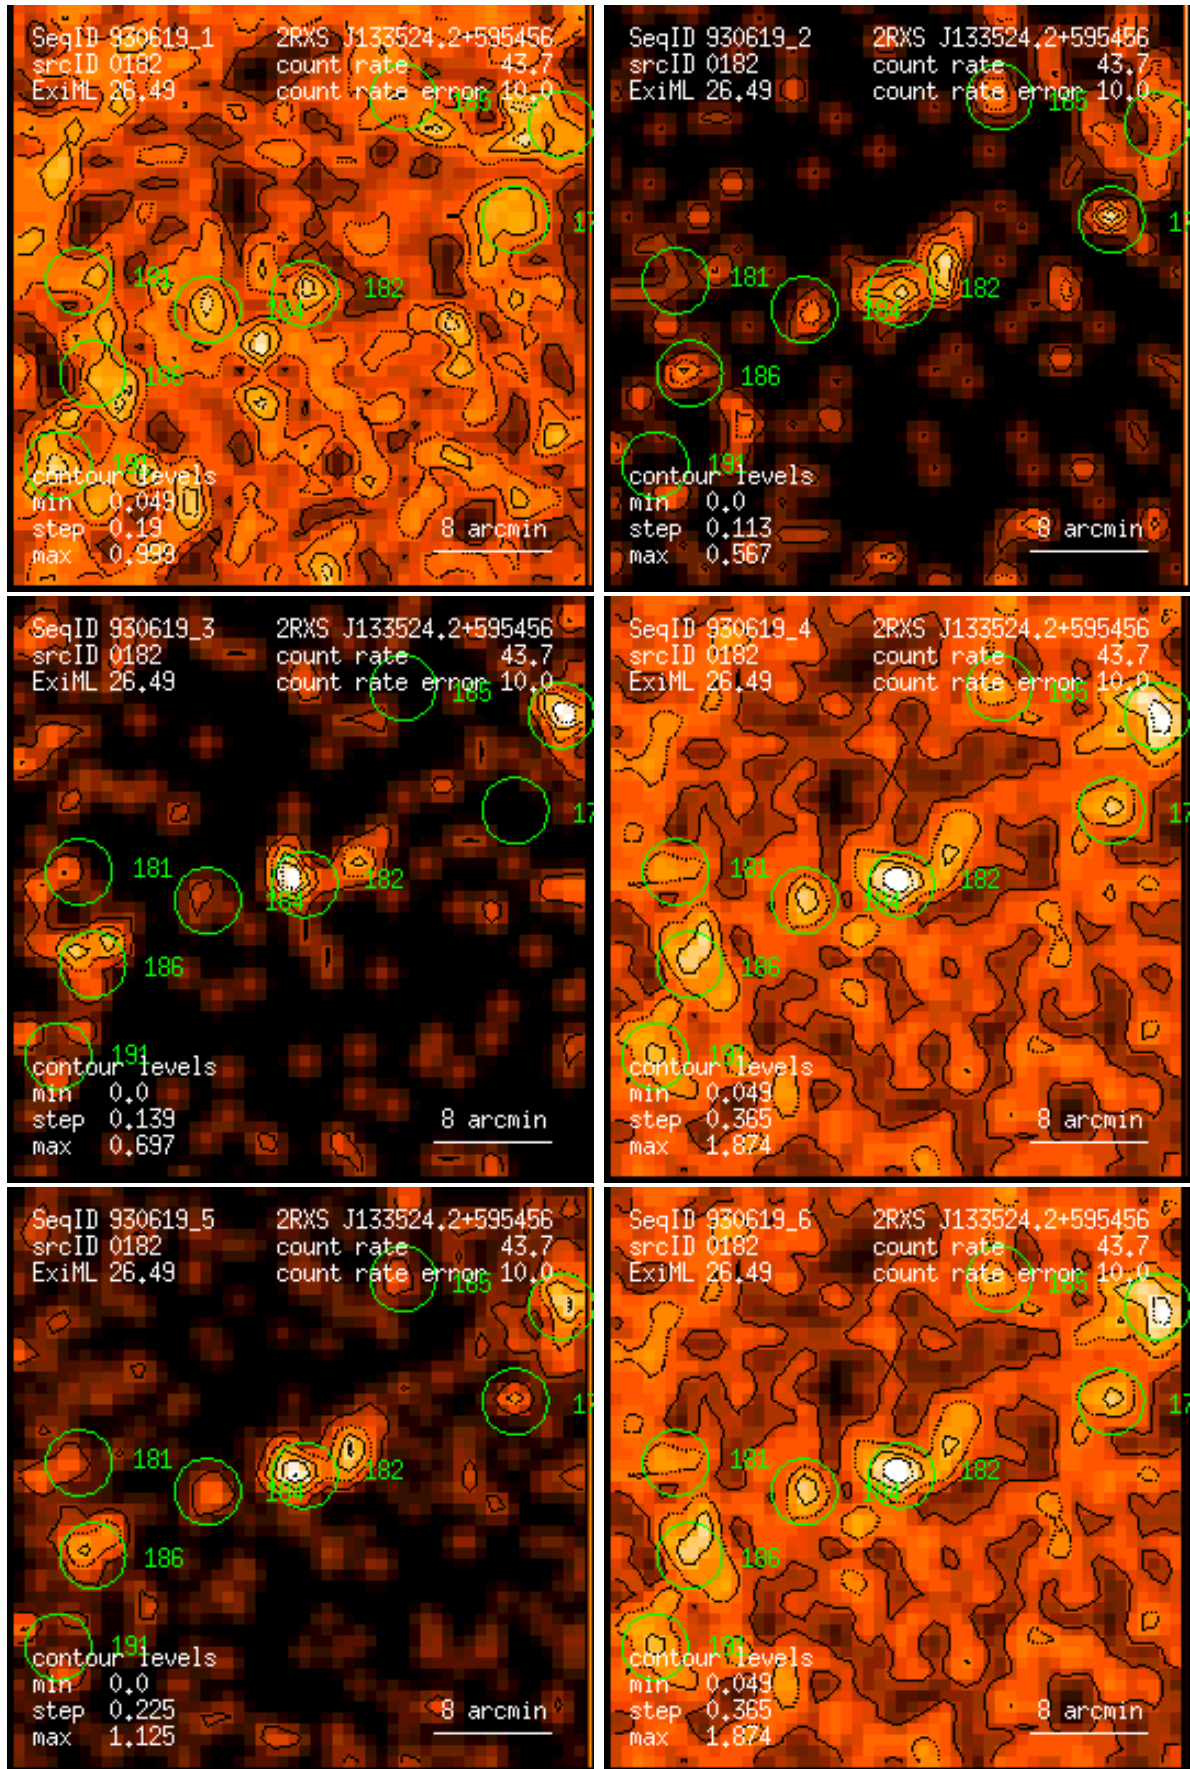 SeqID 930619_1 2RXS J133524.2+595456
srcID 0182 count rate 43.7
ExiML 26.49 count rate error 10.0
185
17
181
182
184
186
191
contour levels
min 0.049
step 0.19
max 0.999
8 arcmin
SeqID 930619_2 2RXS J133524.2+595456
srcID 0182 count rate 43.7
ExiML 26.49 count rate error 10.0
185
17
181
182
184
186
191
contour levels
min 0.0
step 0.113
max 0.567
8 arcmin
SeqID 930619_3 2RXS J133524.2+595456
srcID 0182 count rate 43.7
ExiML 26.49 count rate error 10.0
185
17
181
182
184
186
191
contour levels
min 0.0
step 0.139
max 0.697
8 arcmin
SeqID 930619_4 2RXS J133524.2+595456
srcID 0182 count rate 43.7
ExiML 26.49 count rate error 10.0
185
17
181
182
184
186
191
contour levels
min 0.049
step 0.365
max 1.874
8 arcmin
SeqID 930619_5 2RXS J133524.2+595456
srcID 0182 count rate 43.7
ExiML 26.49 count rate error 10.0
185
17
181
182
184
186
191
contour levels
min 0.0
step 0.225
max 1.125
8 arcmin
SeqID 930619_6 2RXS J133524.2+595456
srcID 0182 count rate 43.7
ExiML 26.49 count rate error 10.0
185
17
181
182
184
186
191
contour levels
min 0.049
step 0.365
max 1.874
8 arcmin